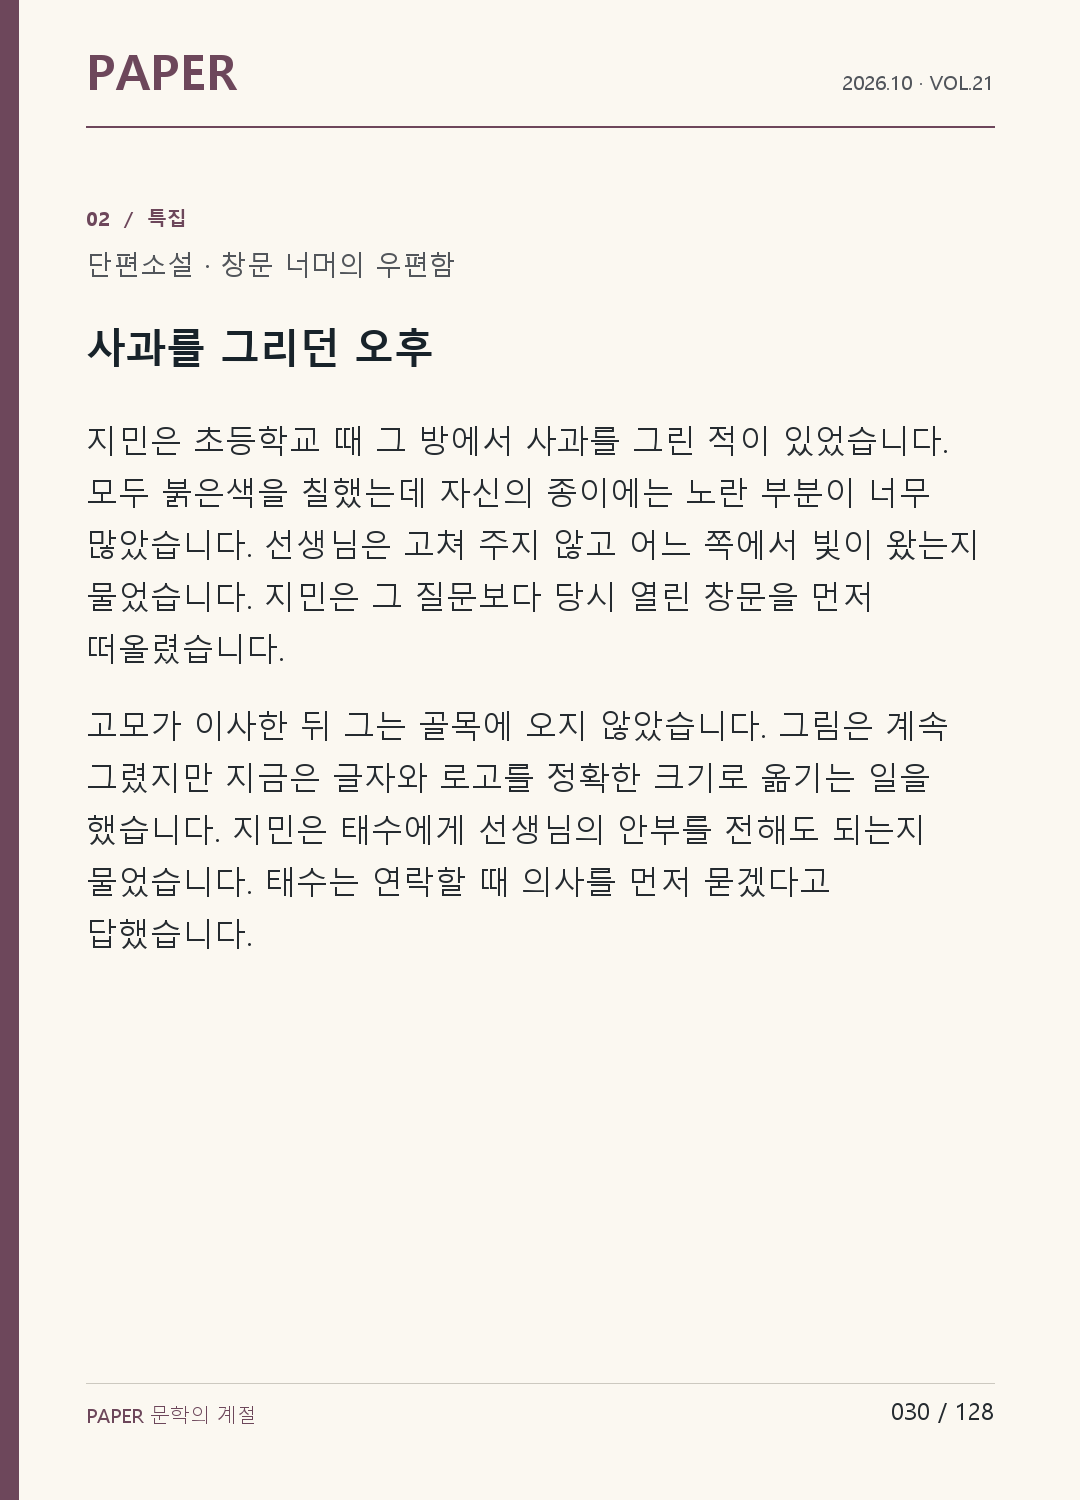 PAPER
2026.10 · VOL.21
02 / 특집
단편소설 · 창문 너머의 우편함
사과를 그리던 오후
지민은 초등학교 때 그 방에서 사과를 그린 적이 있었습니다.
모두 붉은색을 칠했는데 자신의 종이에는 노란 부분이 너무
많았습니다. 선생님은 고쳐 주지 않고 어느 쪽에서 빛이 왔는지
물었습니다. 지민은 그 질문보다 당시 열린 창문을 먼저
떠올렸습니다.
고모가 이사한 뒤 그는 골목에 오지 않았습니다. 그림은 계속
그렸지만 지금은 글자와 로고를 정확한 크기로 옮기는 일을
했습니다. 지민은 태수에게 선생님의 안부를 전해도 되는지
물었습니다. 태수는 연락할 때 의사를 먼저 묻겠다고
답했습니다.
PAPER 문학의 계절
030 / 128